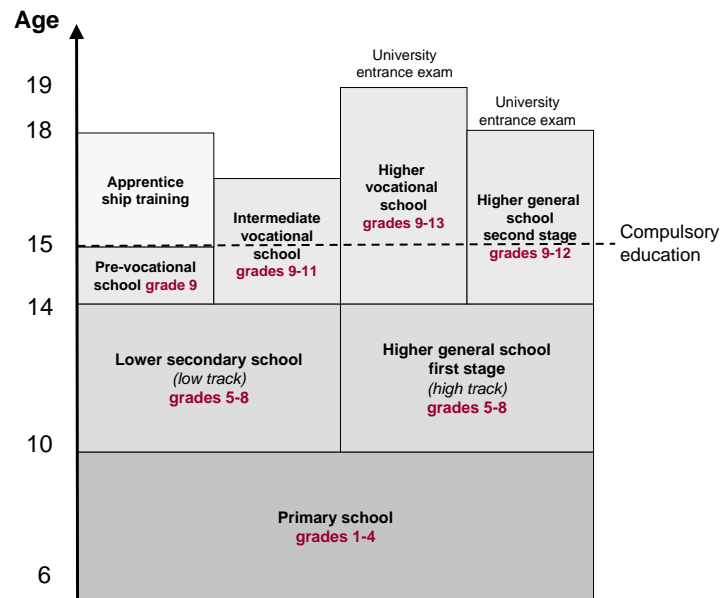 Age
19
18
15
14
10
6
University
entrance exam
University
entrance exam
Apprentice
ship training
Pre-vocational
school grade 9
Intermediate
vocational
school
grades 9-11
Higher
vocational
school
grades 9-13
Higher general
school
second stage
grades 9-12
Compulsory
education
Lower secondary school
(low track)
grades 5-8
Higher general school
first stage
(high track)
grades 5-8
Primary school
grades 1-4